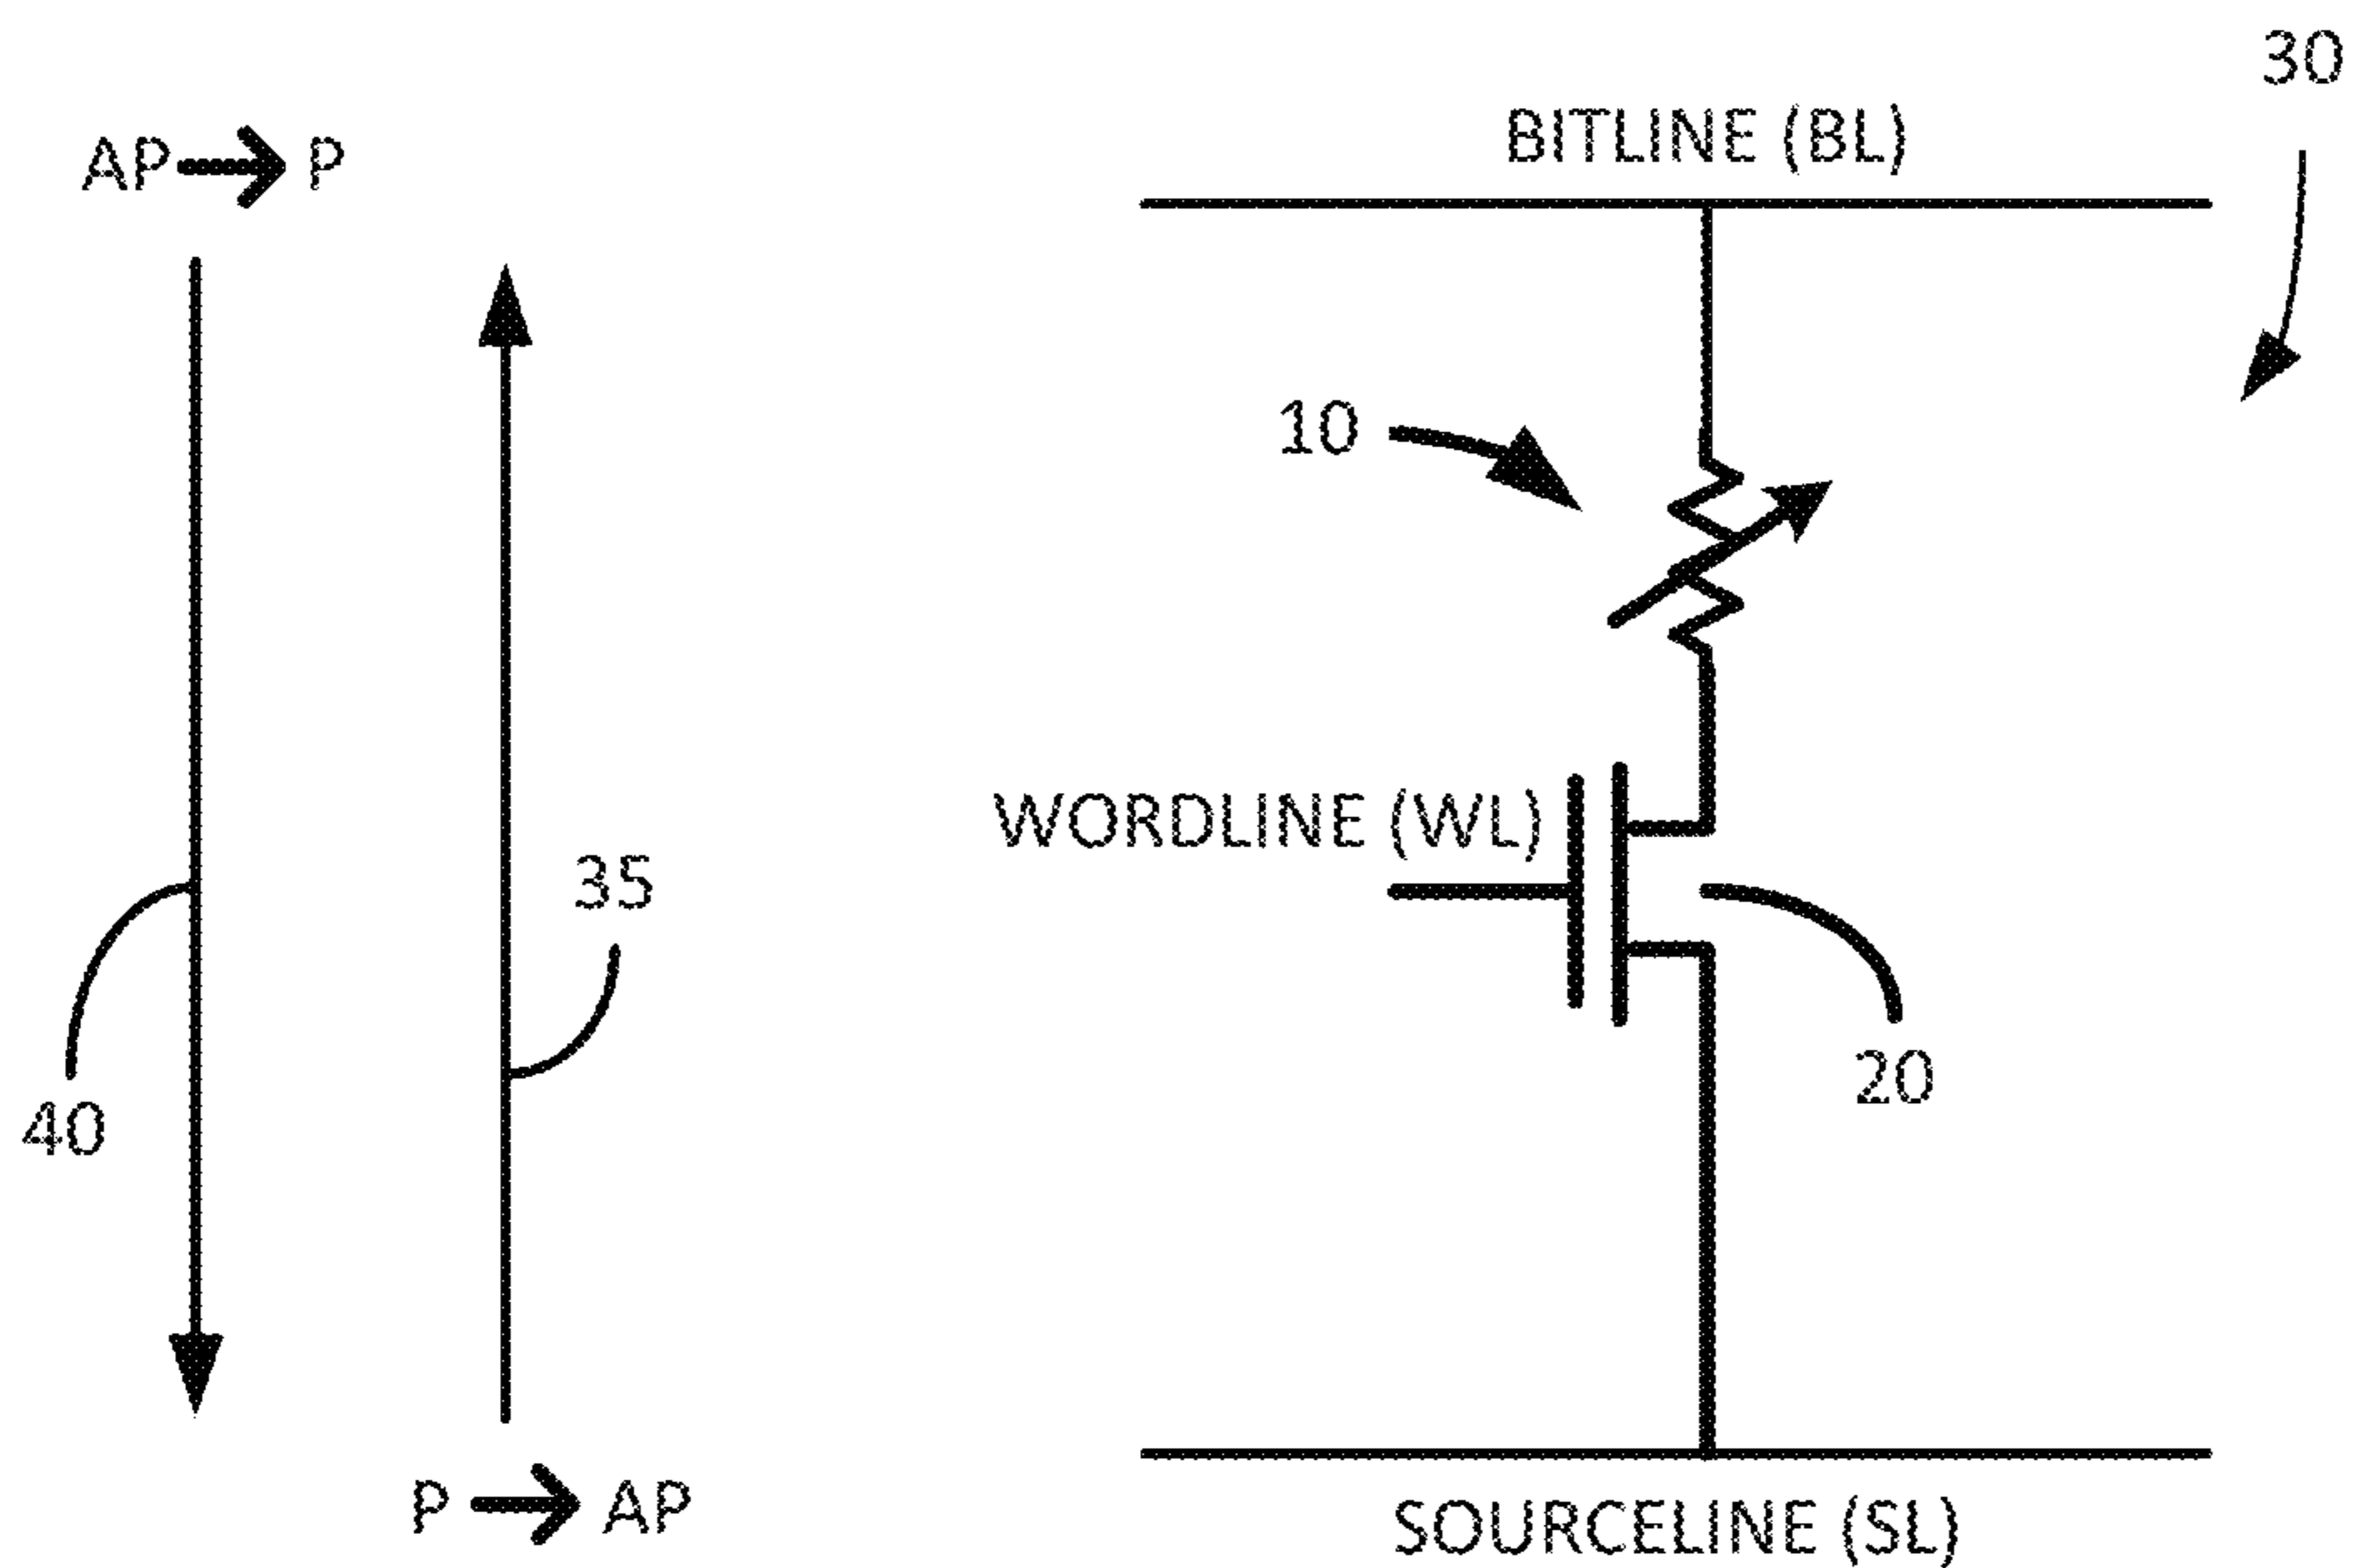 30
BITLINE (BL)
AP → P
10
WORDLINE (WL)
35
20
40
P → AP
SOURCELINE (SL)